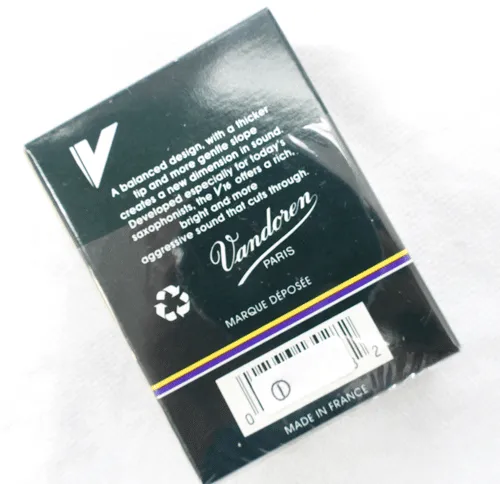 V
A balanced design, with a thicker
tip and more gentle slope
creates a new dimension in sound.
Developed especially for today's
saxophonists, the V16 offers a rich,
bright and more
aggressive sound that cuts through.
Vandoren
PARIS
MARQUE DÉPOSÉE
0 2
MADE IN FRANCE